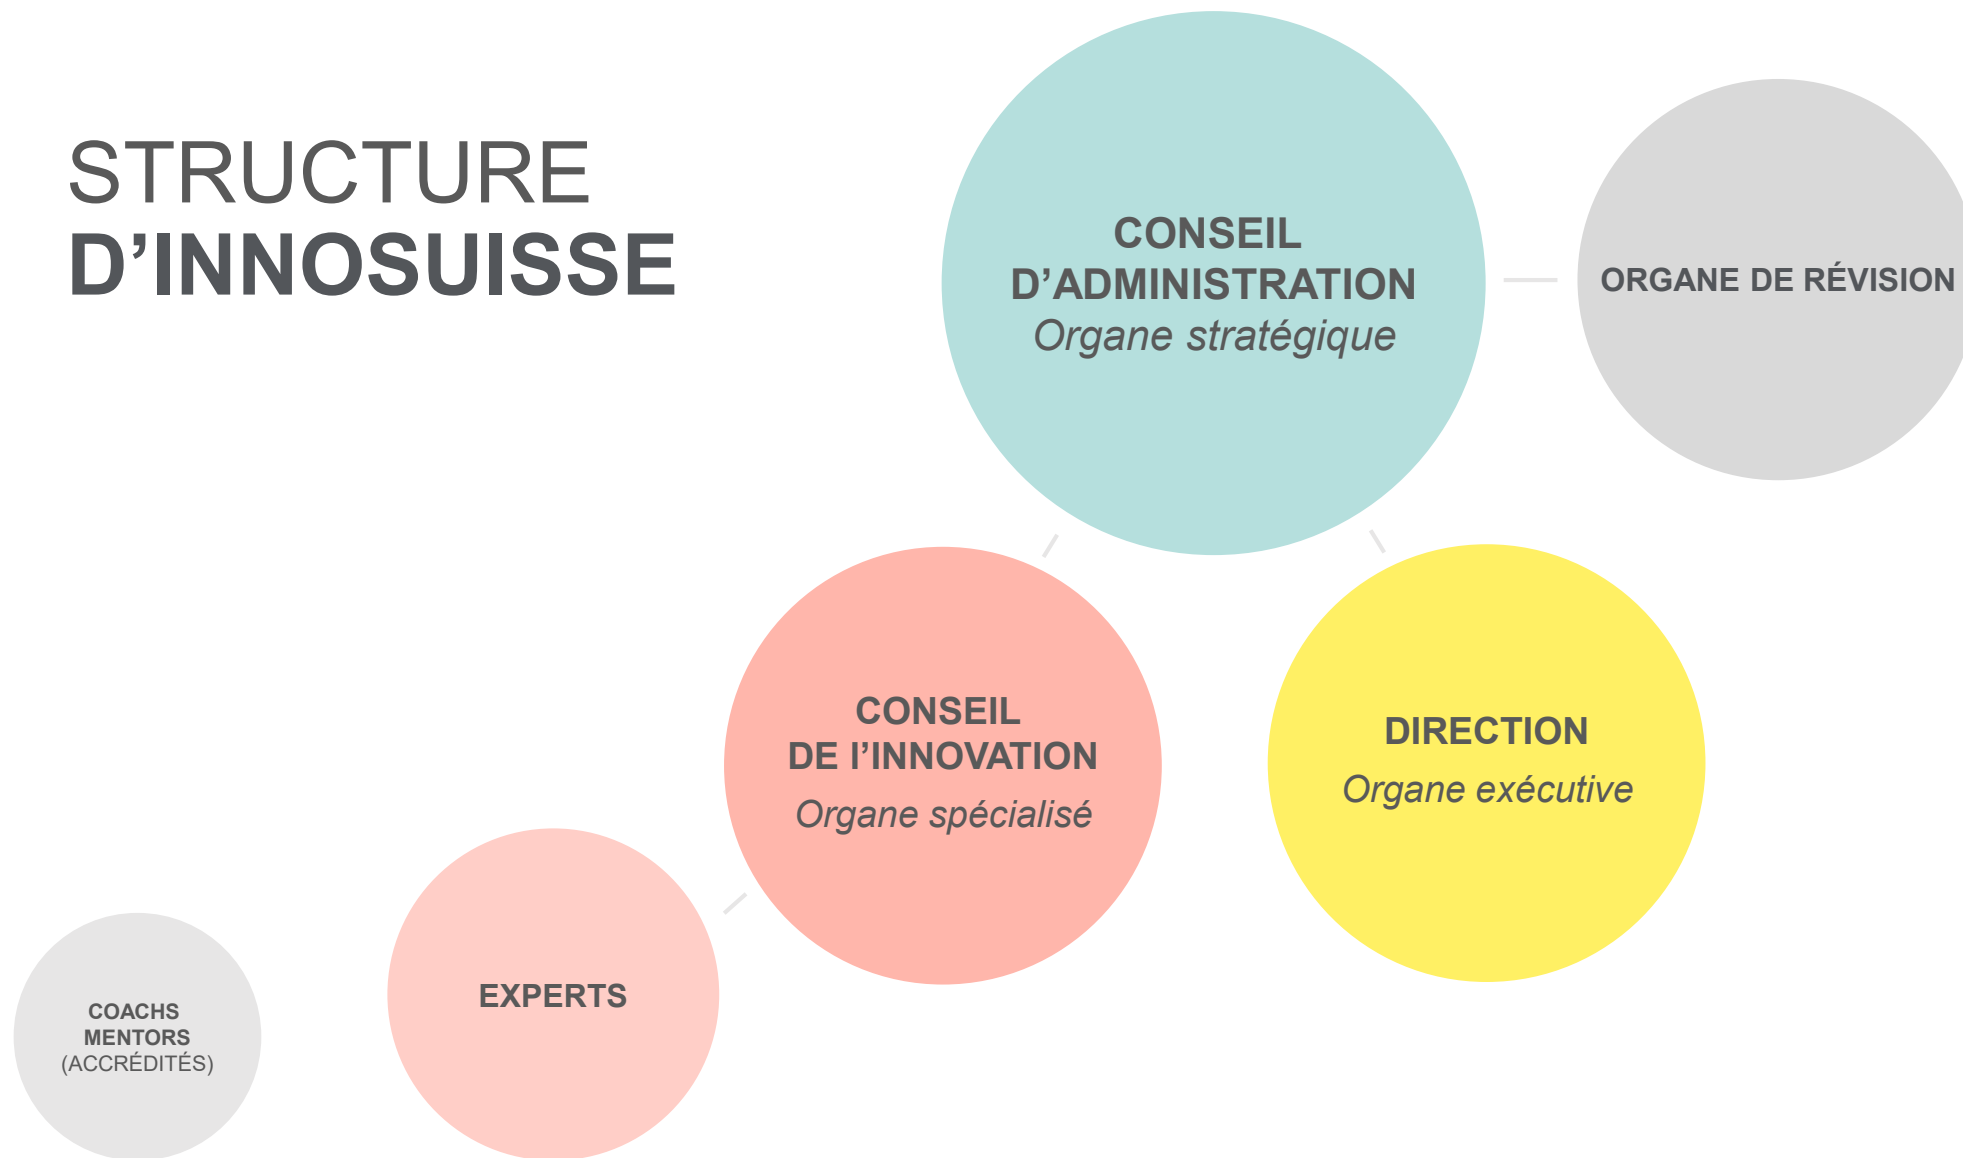 STRUCTURE
D’INNOSUISSE
CONSEIL
D’ADMINISTRATION
Organe stratégique
ORGANE DE RÉVISION
CONSEIL
DE l’INNOVATION
Organe spécialisé
DIRECTION
Organe exécutive
EXPERTS
COACHS
MENTORS
(ACCRÉDITÉS)